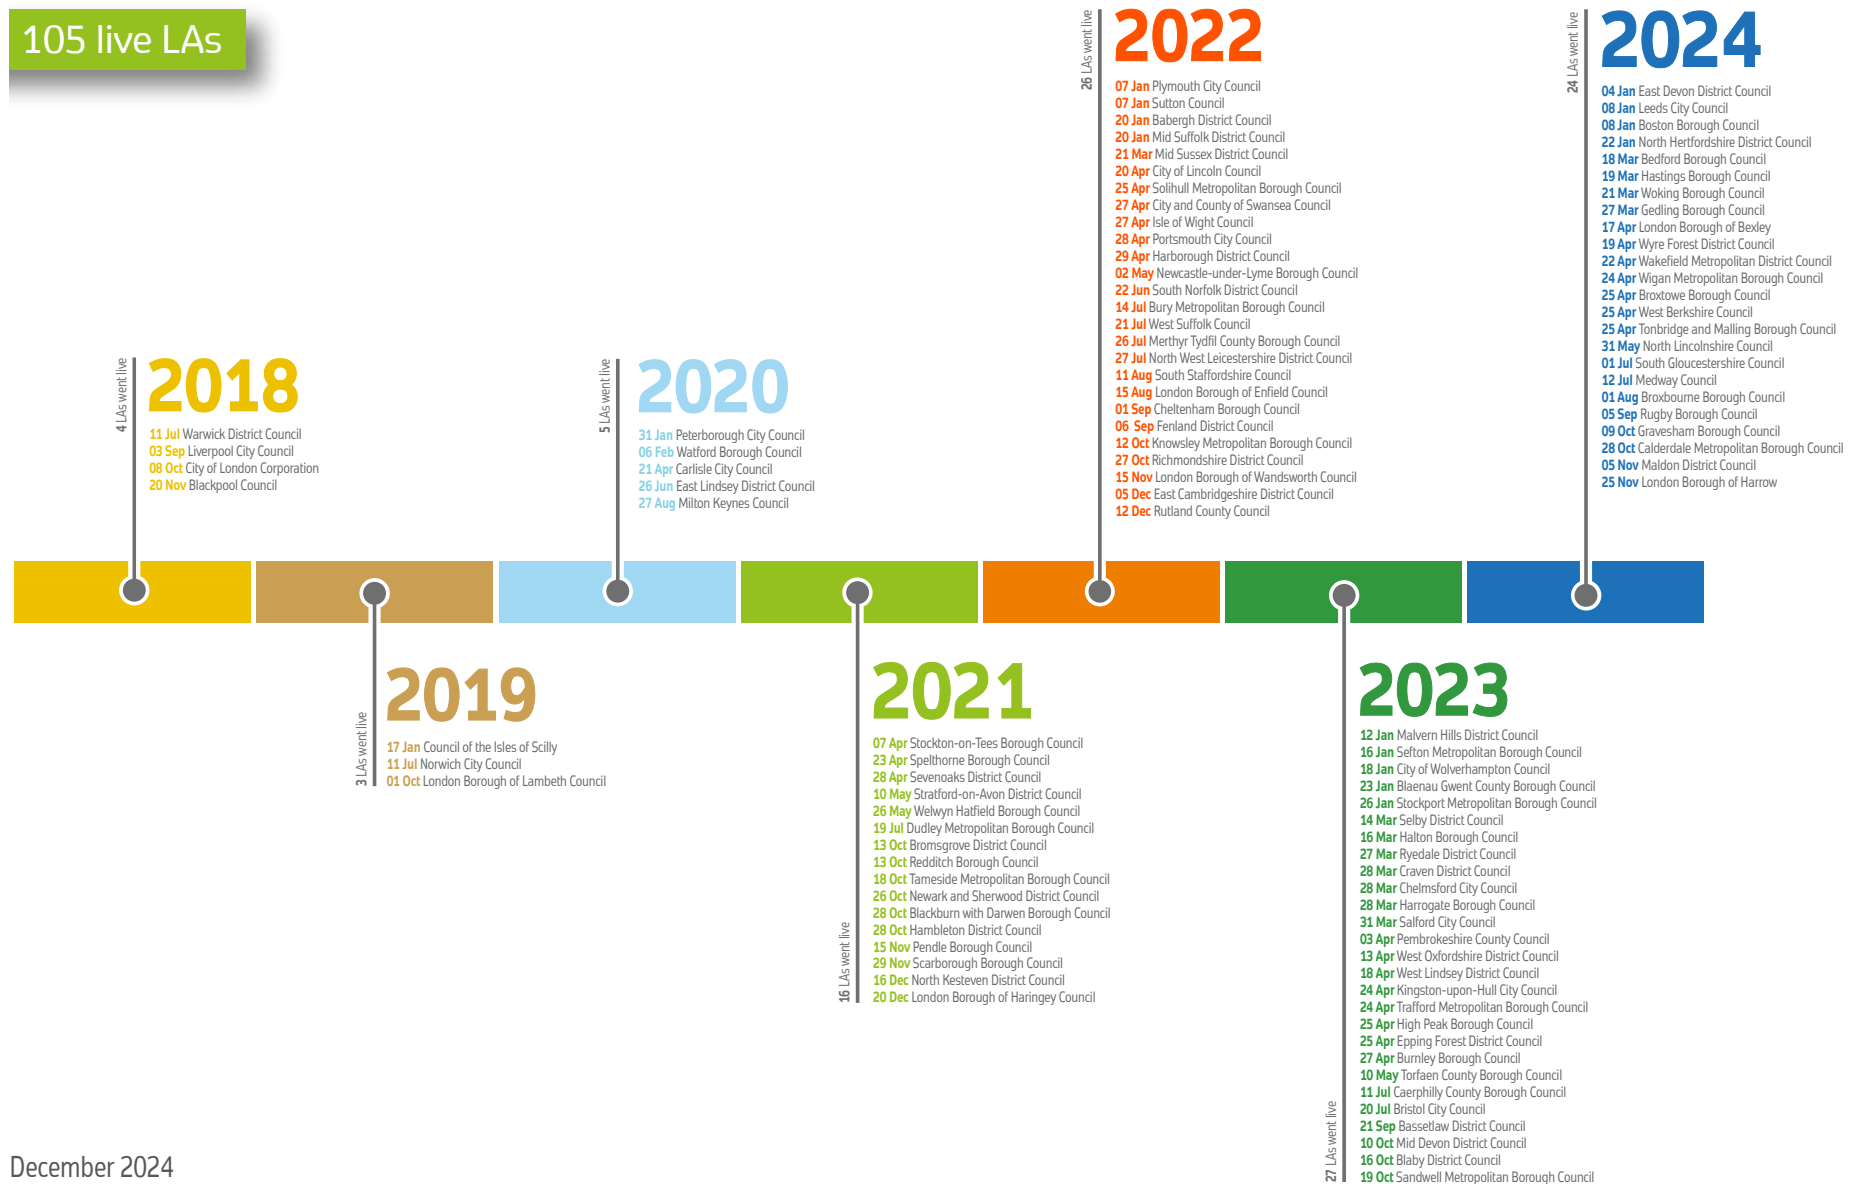 105 live LAs
4 LAs went live
2018
11 Jul Warwick District Council
03 Sep Liverpool City Council
08 Oct City of London Corporation
20 Nov Blackpool Council
3 LAs went live
2019
17 Jan Council of the Isles of Scilly
11 Jul Norwich City Council
01 Oct London Borough of Lambeth Council
5 LAs went live
2020
31 Jan Peterborough City Council
06 Feb Watford Borough Council
21 Apr Carlisle City Council
26 Jun East Lindsey District Council
27 Aug Milton Keynes Council
16 LAs went live
2021
07 Apr Stockton-on-Tees Borough Council
23 Apr Spelthorne Borough Council
28 Apr Sevenoaks District Council
10 May Stratford-on-Avon District Council
26 May Welwyn Hatfield Borough Council
19 Jul Dudley Metropolitan Borough Council
13 Oct Bromsgrove District Council
13 Oct Redditch Borough Council
18 Oct Tameside Metropolitan Borough Council
26 Oct Newark and Sherwood District Council
28 Oct Blackburn with Darwen Borough Council
28 Oct Hambleton District Council
15 Nov Pendle Borough Council
29 Nov Scarborough Borough Council
16 Dec North Kesteven District Council
20 Dec London Borough of Haringey Council
26 LAs went live
2022
07 Jan Plymouth City Council
07 Jan Sutton Council
20 Jan Babergh District Council
20 Jan Mid Suffolk District Council
21 Mar Mid Sussex District Council
20 Apr City of Lincoln Council
25 Apr Solihull Metropolitan Borough Council
27 Apr City and County of Swansea Council
27 Apr Isle of Wight Council
28 Apr Portsmouth City Council
29 Apr Harborough District Council
02 May Newcastle-under-Lyme Borough Council
22 Jun South Norfolk District Council
14 Jul Bury Metropolitan Borough Council
21 Jul West Suffolk Council
26 Jul Merthyr Tydfil County Borough Council
27 Jul North West Leicestershire District Council
11 Aug South Staffordshire Council
15 Aug London Borough of Enfield Council
01 Sep Cheltenham Borough Council
06 Sep Fenland District Council
12 Oct Knowsley Metropolitan Borough Council
27 Oct Richmondshire District Council
15 Nov London Borough of Wandsworth Council
05 Dec East Cambridgeshire District Council
12 Dec Rutland County Council
27 LAs went live
2023
12 Jan Malvern Hills District Council
16 Jan Sefton Metropolitan Borough Council
18 Jan City of Wolverhampton Council
23 Jan Blaenau Gwent County Borough Council
26 Jan Stockport Metropolitan Borough Council
14 Mar Selby District Council
16 Mar Halton Borough Council
27 Mar Ryedale District Council
28 Mar Craven District Council
28 Mar Chelmsford City Council
28 Mar Harrogate Borough Council
31 Mar Salford City Council
03 Apr Pembrokeshire County Council
13 Apr West Oxfordshire District Council
18 Apr West Lindsey District Council
24 Apr Kingston-upon-Hull City Council
24 Apr Trafford Metropolitan Borough Council
25 Apr High Peak Borough Council
25 Apr Epping Forest District Council
27 Apr Burnley Borough Council
10 May Torfaen County Borough Council
11 Jul Caerphilly County Borough Council
20 Jul Bristol City Council
21 Sep Bassetlaw District Council
10 Oct Mid Devon District Council
16 Oct Blaby District Council
19 Oct Sandwell Metropolitan Borough Council
24 LAs went live
2024
04 Jan East Devon District Council
08 Jan Leeds City Council
08 Jan Boston Borough Council
22 Jan North Hertfordshire District Council
18 Mar Bedford Borough Council
19 Mar Hastings Borough Council
21 Mar Woking Borough Council
27 Mar Gedling Borough Council
17 Apr London Borough of Bexley
19 Apr Wyre Forest District Council
22 Apr Wakefield Metropolitan District Council
24 Apr Wigan Metropolitan Borough Council
25 Apr Broxtowe Borough Council
25 Apr West Berkshire Council
25 Apr Tonbridge and Malling Borough Council
31 May North Lincolnshire Council
01 Jul South Gloucestershire Council
12 Jul Medway Council
01 Aug Broxbourne Borough Council
05 Sep Rugby Borough Council
09 Oct Gravesham Borough Council
28 Oct Calderdale Metropolitan Borough Council
05 Nov Maldon District Council
25 Nov London Borough of Harrow
December 2024